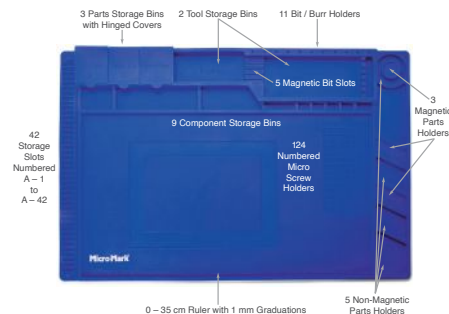 3 Parts Storage Bins
with Hinged Covers
2 Tool Storage Bins
11 Bit / Burr Holders
5 Magnetic Bit Slots
9 Component Storage Bins
3
Magnetic
Parts
Holders
42
Storage
Slots
Numbered
A – 1
to
A – 42
124
Numbered
Micro
Screw
Holders
Micro-Mark®
5 Non-Magnetic
Parts Holders
0 – 35 cm Ruler with 1 mm Graduations